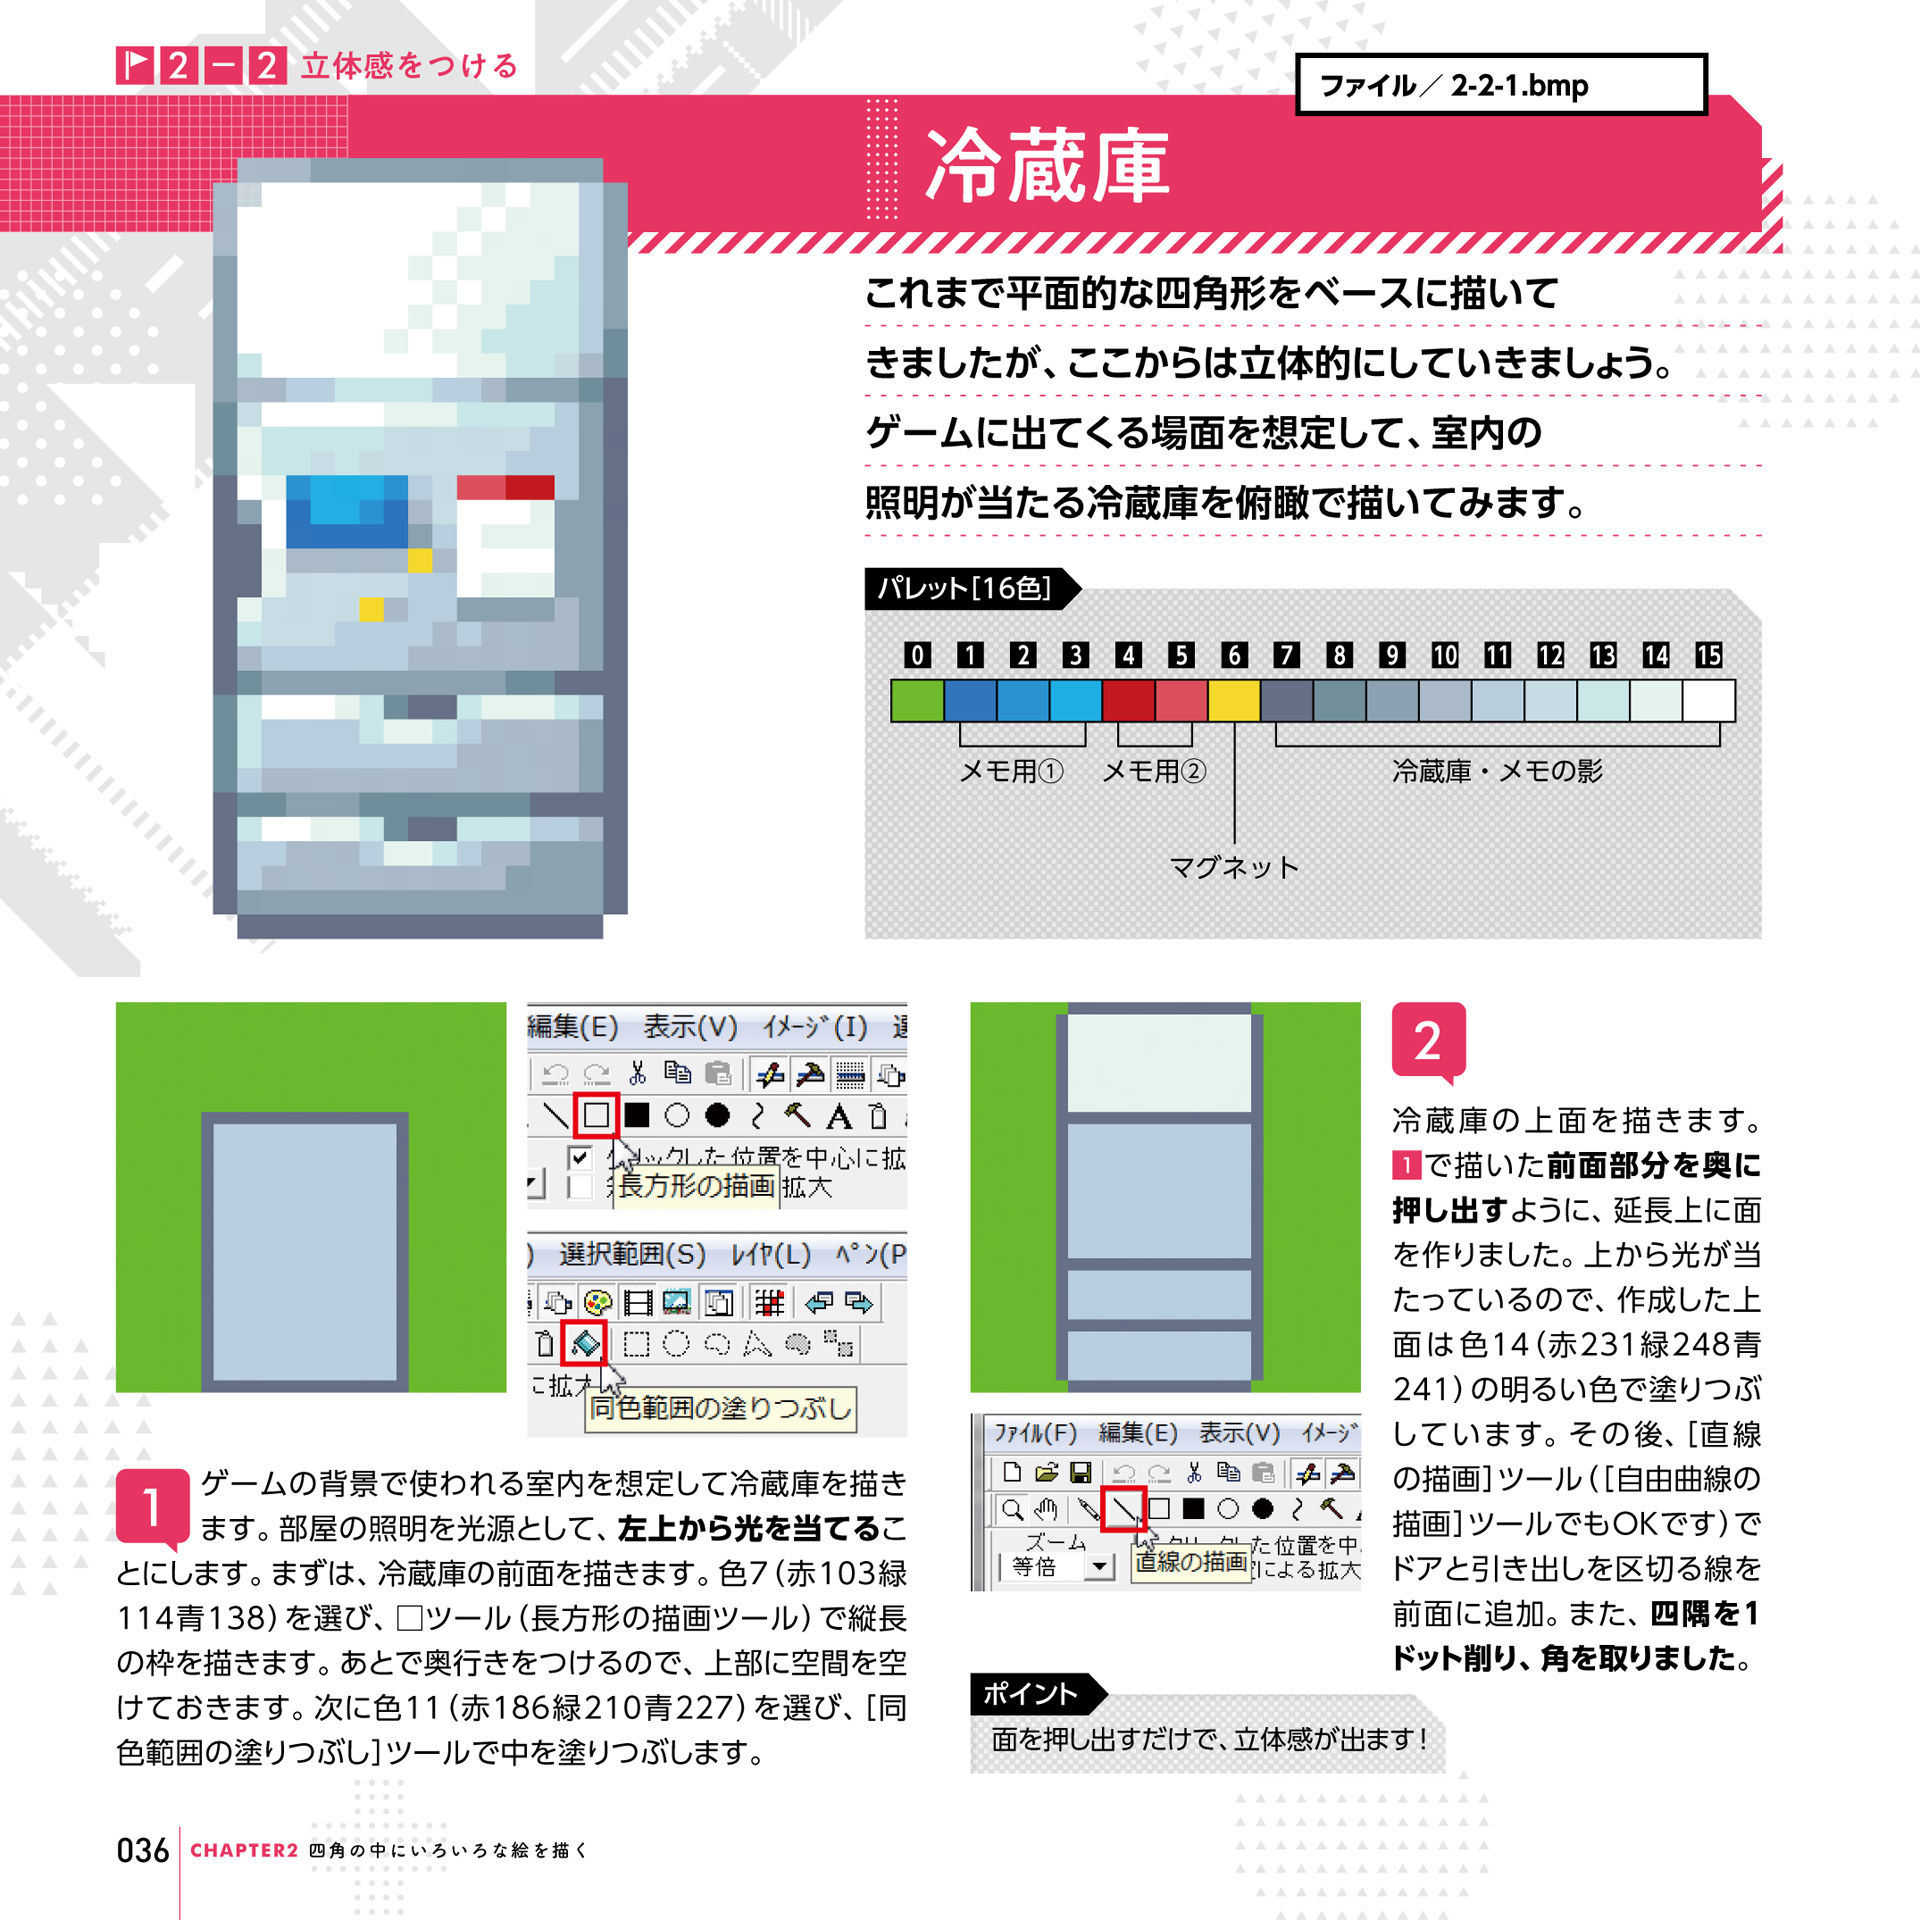 2-2 立体感をつける
ファイル／ 2-2-1.bmp
冷蔵庫
これまで平面的な四角形をベースに描いて
きましたが、ここからは立体的にしていきましょう。
ゲームに出てくる場面を想定して、室内の
照明が当たる冷蔵庫を俯瞰で描いてみます。
パレット[16色]
0 1 2 3 4 5 6 7 8 9 10 11 12 13 14 15
メモ用① メモ用② 冷蔵庫・メモの影
マグネット
編集(E) 表示(V) ｲﾒｰｼﾞ(I)
クリックした位置を中心に拡
長方形の描画 拡大
選択範囲(S) ﾚｲﾔ(L) ﾍﾟﾝ(P
に拡大
同色範囲の塗りつぶし
1
ゲームの背景で使われる室内を想定して冷蔵庫を描き
ます。部屋の照明を光源として、左上から光を当てるこ
とにします。まずは、冷蔵庫の前面を描きます。色7（赤103緑
114青138）を選び、□ツール（長方形の描画ツール）で縦長
の枠を描きます。あとで奥行きをつけるので、上部に空間を空
けておきます。次に色11（赤186緑210青227）を選び、［同
色範囲の塗りつぶし］ツールで中を塗りつぶします。
ﾌｧｲﾙ(F) 編集(E) 表示(V) ｲﾒｰｼﾞ
ズーム クリックした位置を中
等倍 直線の描画 による拡大
2
冷蔵庫の上面を描きます。
1で描いた前面部分を奥に
押し出すように、延長上に面
を作りました。上から光が当
たっているので、作成した上
面は色14（赤231緑248青
241）の明るい色で塗りつぶ
しています。その後、［直線
の描画］ツール（［自由曲線の
描画］ツールでもOKです）で
ドアと引き出しを区切る線を
前面に追加。また、四隅を1
ドット削り、角を取りました。
ポイント
面を押し出すだけで、立体感が出ます！
036 CHAPTER2 四角の中にいろいろな絵を描く